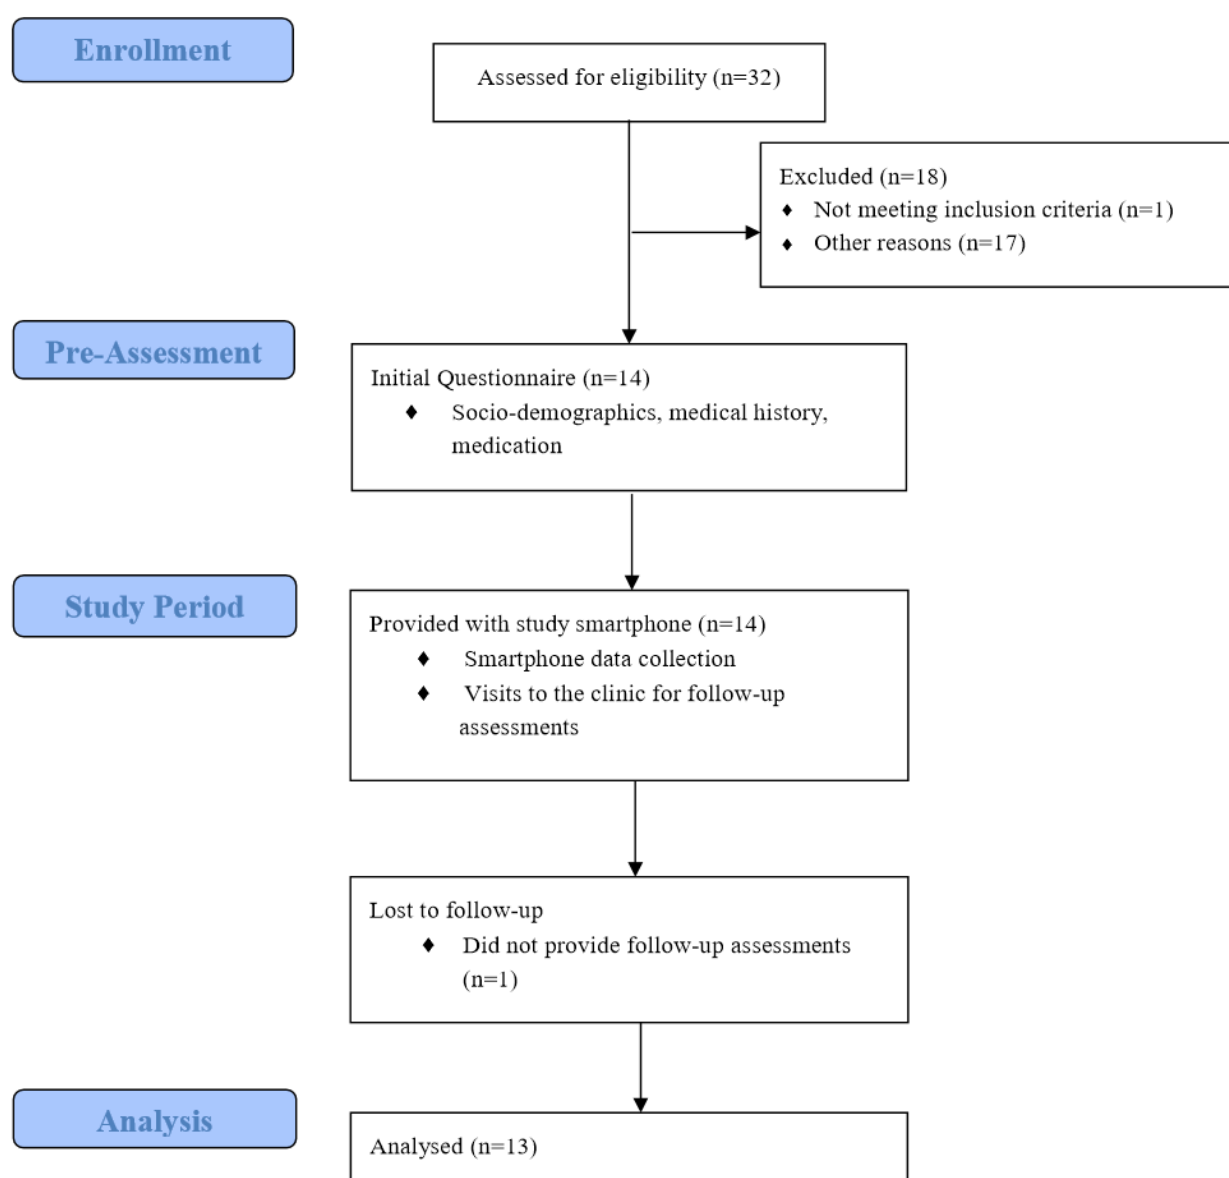 Enrollment
Assessed for eligibility (n=32)
Excluded (n=18)
♦ Not meeting inclusion criteria (n=1)
♦ Other reasons (n=17)
Pre-Assessment
Initial Questionnaire (n=14)
♦ Socio-demographics, medical history,
medication
Study Period
Provided with study smartphone (n=14)
♦ Smartphone data collection
♦ Visits to the clinic for follow-up
assessments
Lost to follow-up
♦ Did not provide follow-up assessments
(n=1)
Analysis
Analysed (n=13)